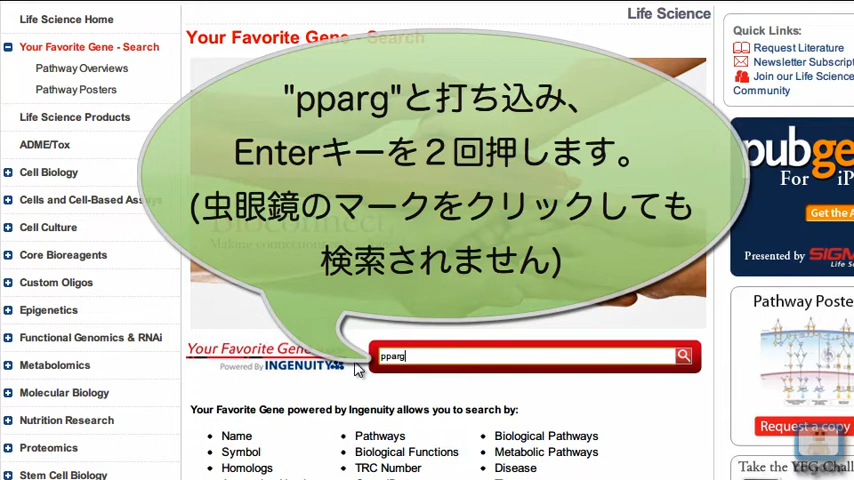 Life Science Home
Your Favorite Gene - Search
Pathway Overviews
Pathway Posters
Life Science Products
ADME/Tox
Cell Biology
Cells and Cell-Based Assays
Cell Culture
Core Bioreagents
Custom Oligos
Epigenetics
Functional Genomics & RNAi
Metabolomics
Molecular Biology
Nutrition Research
Proteomics
Stem Cell Biology
Life Science
Your Favorite Gene - Search
"pparg"と打ち込み、
Enterキーを２回押します。
(虫眼鏡のマークをクリックしても
検索されません)
Bioconnect.
Your Favorite Gene
Powered By INGENUITY
pparg
Your Favorite Gene powered by Ingenuity allows you to search by:
Name
Symbol
Homologs
Pathways
Biological Functions
TRC Number
Biological Pathways
Metabolic Pathways
Disease
Quick Links:
Request Literature
Newsletter Subscript
Join our Life Science
Community
pubge
For iP
Get the A
Presented by SIGM
Life S
Pathway Poste
Request a copy
Take the YFG Chall